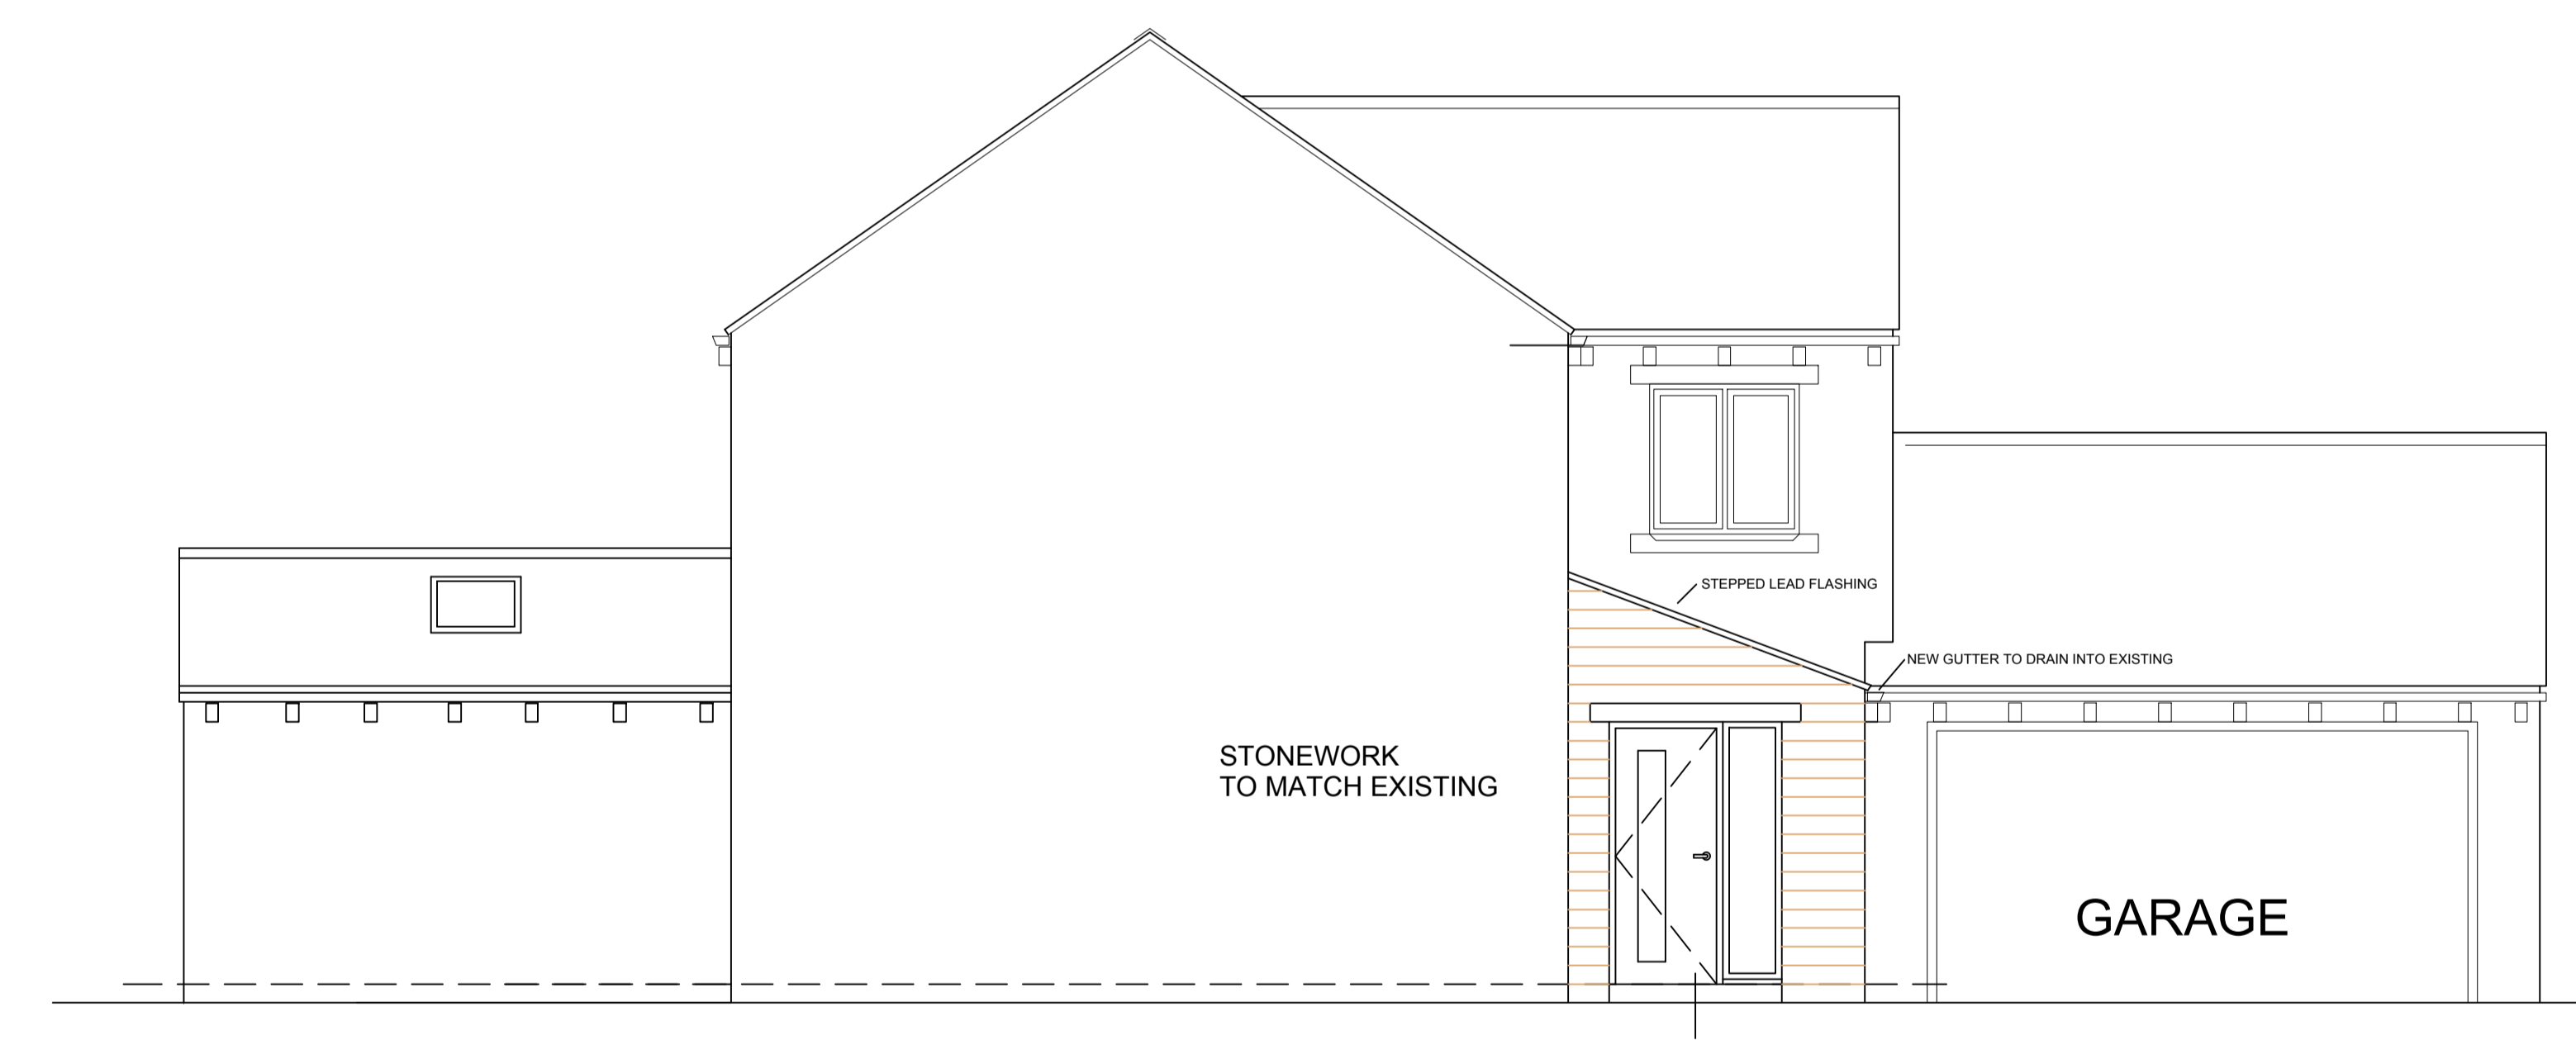 STEPPED LEAD FLASHING
NEW GUTTER TO DRAIN INTO EXISTING
STONEWORK
TO MATCH EXISTING
GARAGE